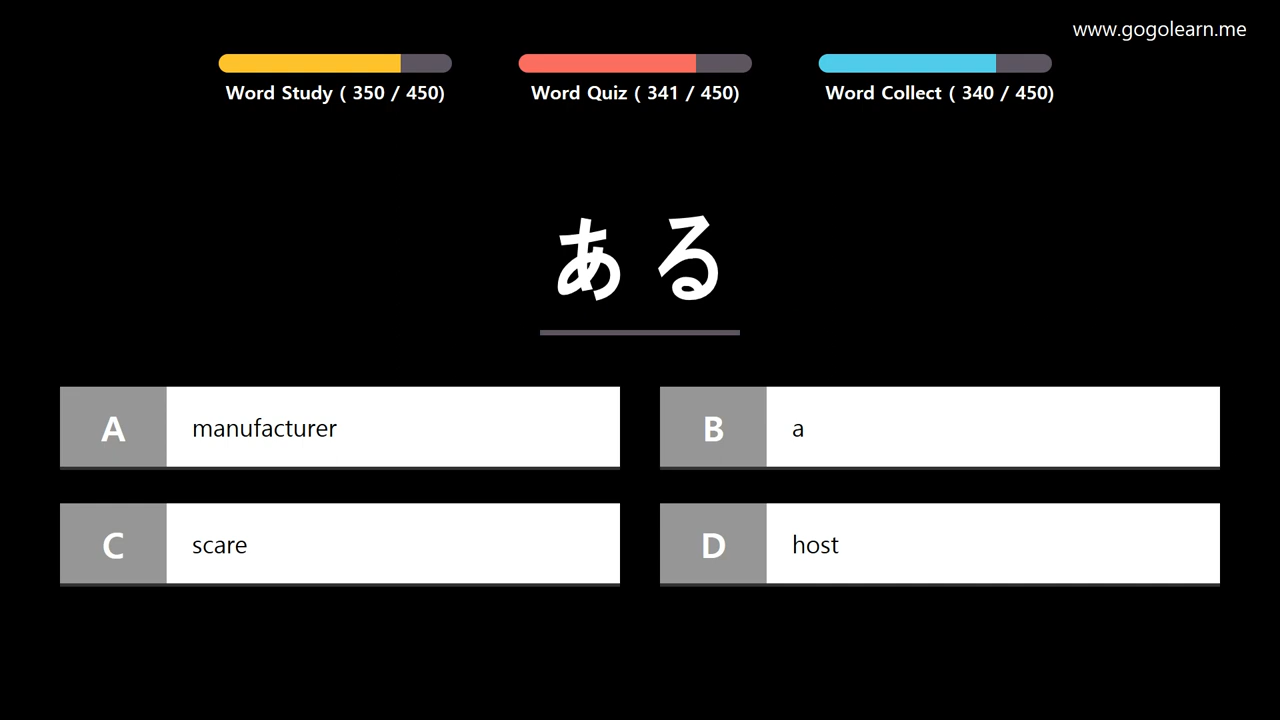 www.gogolearn.me
Word Study ( 350 / 450)
Word Quiz ( 341 / 450)
Word Collect ( 340 / 450)
ある
A manufacturer
B a
C scare
D host